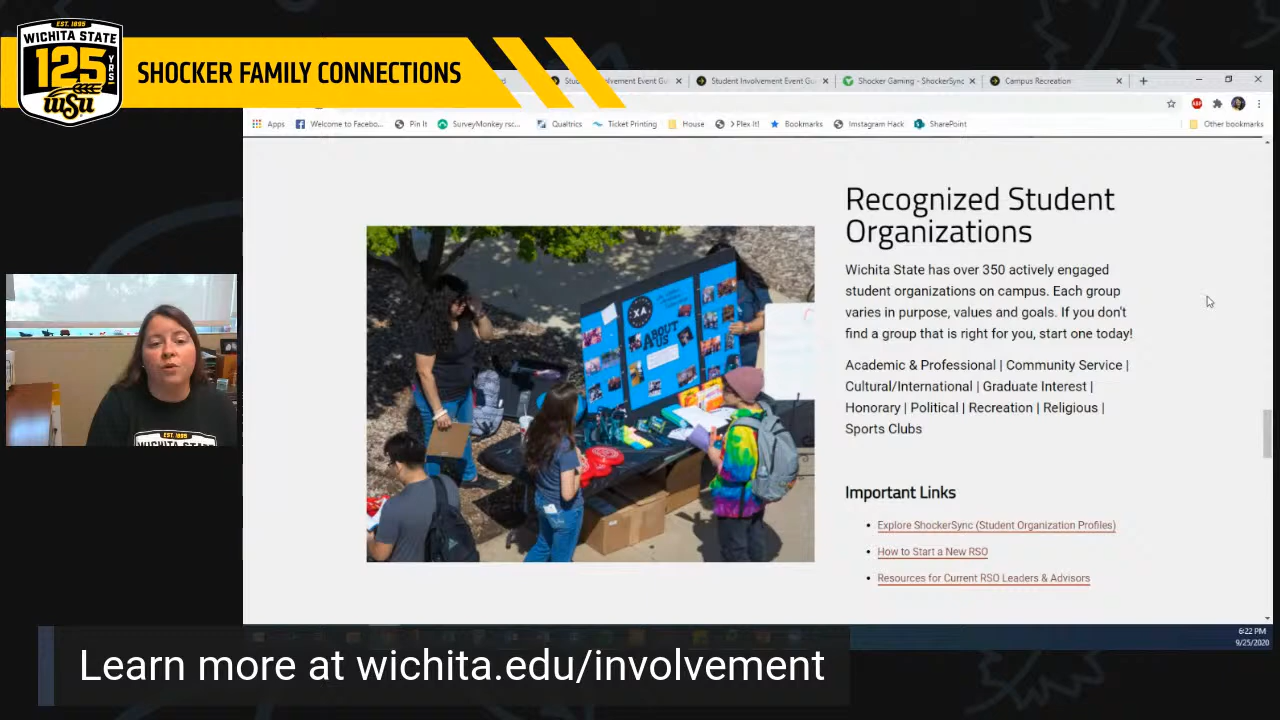 EST. 1895
WICHITA STATE
125 YRS
WSU
SHOCKER FAMILY CONNECTIONS
Student Involvement Event Gu
Shocker Gaming - ShockerSync
Campus Recreation
Apps
Welcome to Facebo...
Pin It
SurveyMonkey rsc...
Qualtrics
Ticket Printing
House
> Plex It!
Bookmarks
Instagram Hack
SharePoint
Other bookmarks
Recognized Student
Organizations
Wichita State has over 350 actively engaged
student organizations on campus. Each group
varies in purpose, values and goals. If you don't
find a group that is right for you, start one today!
Academic & Professional | Community Service |
Cultural/International | Graduate Interest |
Honorary | Political | Recreation | Religious |
Sports Clubs
Important Links
Explore ShockerSync (Student Organization Profiles)
How to Start a New RSO
Resources for Current RSO Leaders & Advisors
XA
ABOUT
US
EST. 1895
WICHITA STATE
6:22 PM
9/25/2020
Learn more at wichita.edu/involvement